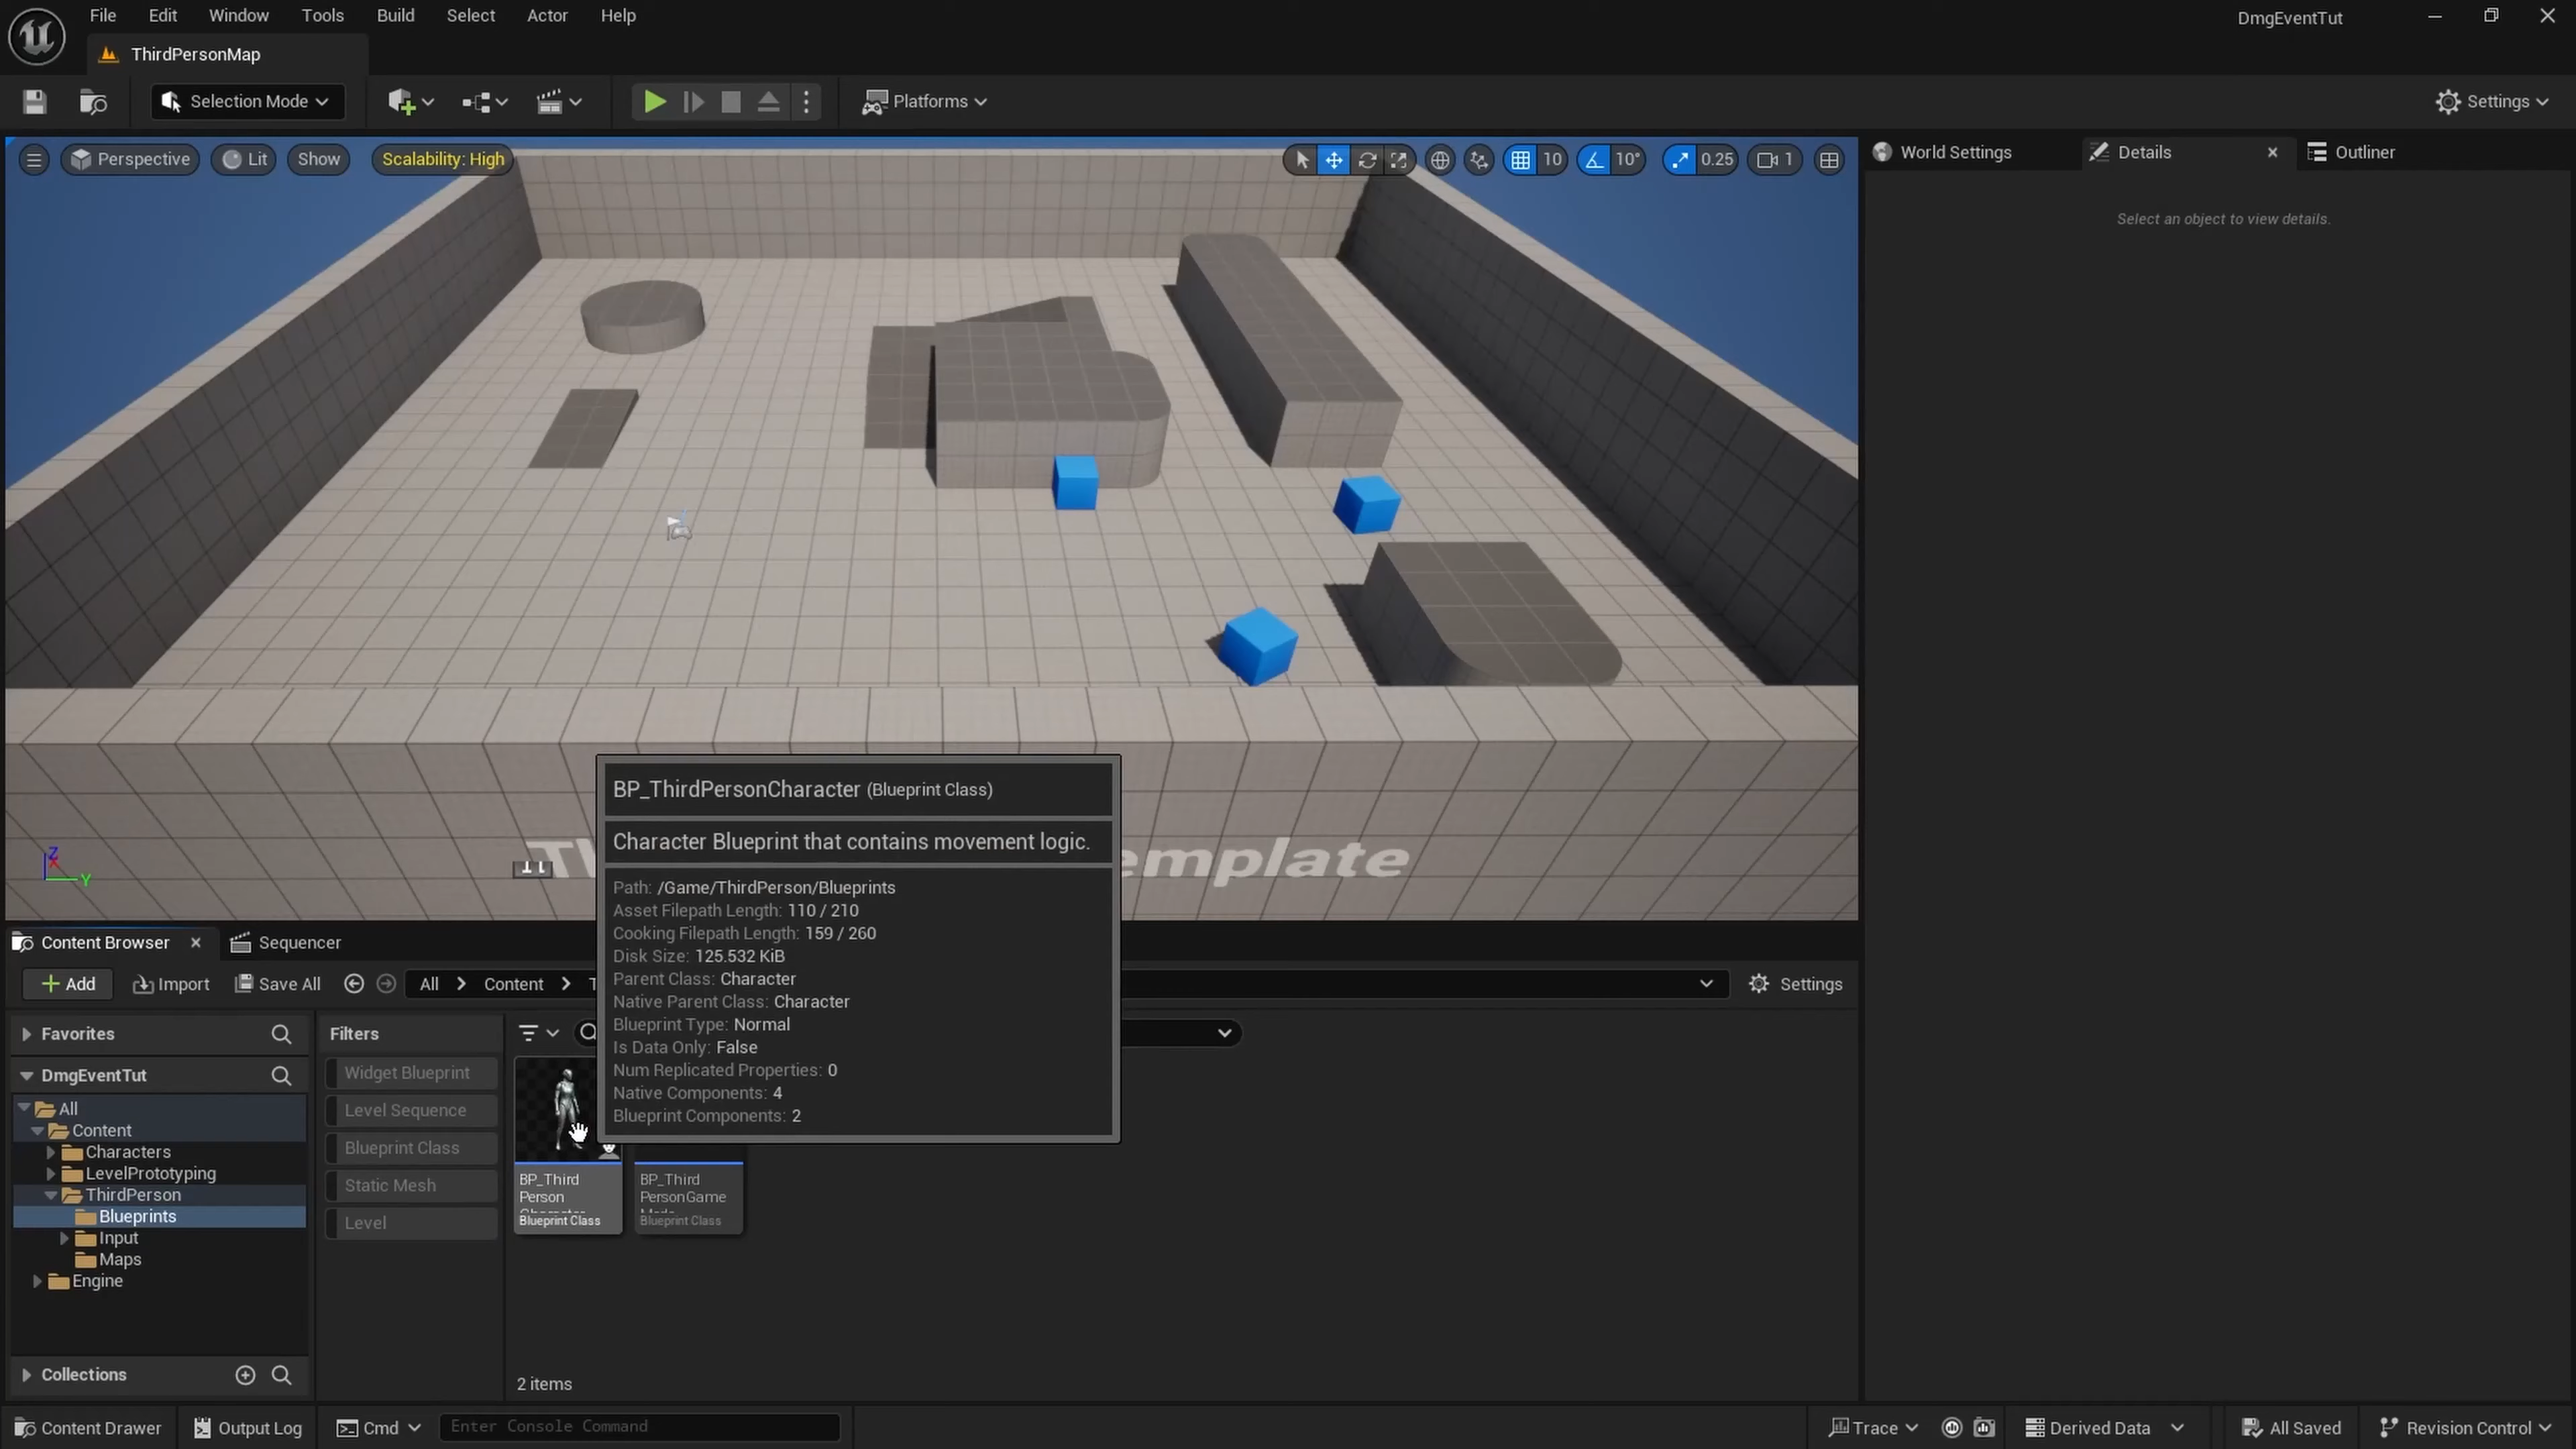 File Edit Window Tools Build Select Actor Help
DmgEventTut
ThirdPersonMap
Selection Mode
Platforms
Settings
Perspective Lit Show Scalability: High
10 10° 0.25 1
World Settings Details Outliner
Select an object to view details.
BP_ThirdPersonCharacter (Blueprint Class)
Character Blueprint that contains movement logic.
Path: /Game/ThirdPerson/Blueprints
Asset Filepath Length: 110 / 210
Cooking Filepath Length: 159 / 260
Disk Size: 125.532 KiB
Parent Class: Character
Native Parent Class: Character
Blueprint Type: Normal
Is Data Only: False
Num Replicated Properties: 0
Native Components: 4
Blueprint Components: 2
emplate
Z
Y
Content Browser Sequencer
Add Import Save All All Content
Settings
Favorites
DmgEventTut
All
Content
Characters
LevelPrototyping
ThirdPerson
Blueprints
Input
Maps
Engine
Collections
Filters
Widget Blueprint
Level Sequence
Blueprint Class
Static Mesh
Level
BP_Third
Person
Blueprint Class
BP_Third
PersonGame
Blueprint Class
2 items
Content Drawer Output Log Cmd Enter Console Command
Trace Derived Data All Saved Revision Control